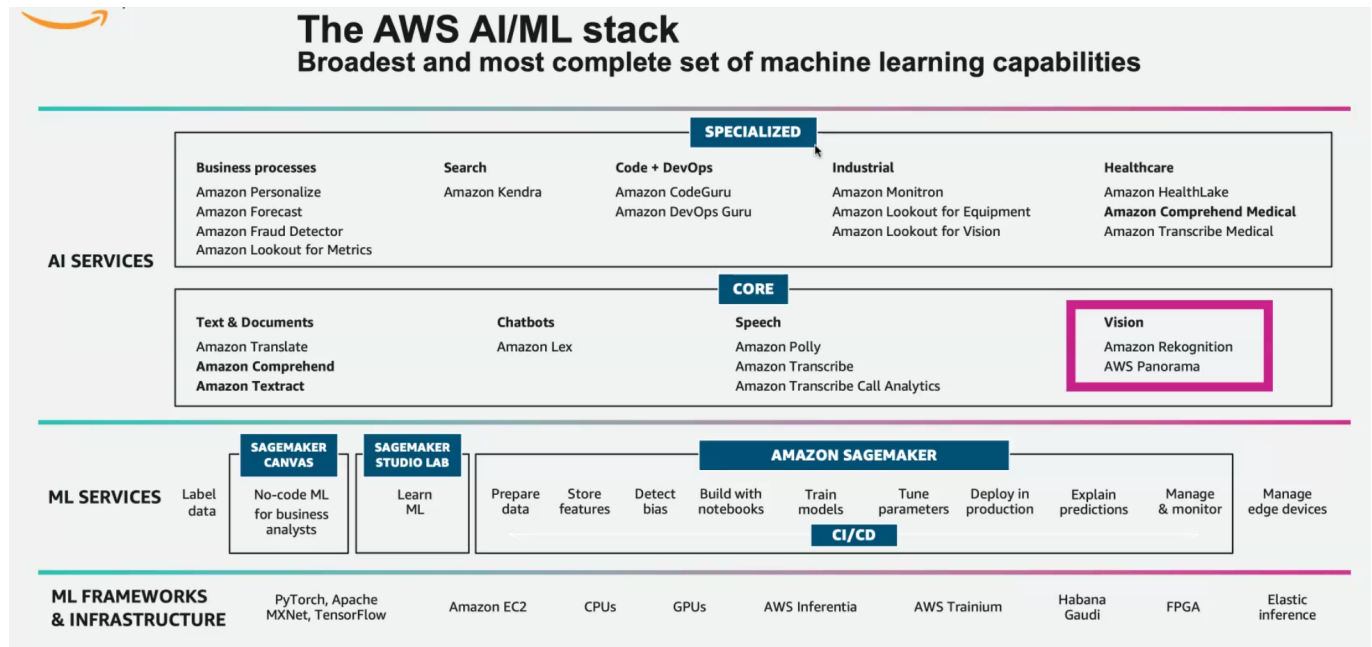 The AWS AI/ML stack
Broadest and most complete set of machine learning capabilities
AI SERVICES
SPECIALIZED
Business processes
Amazon Personalize
Amazon Forecast
Amazon Fraud Detector
Amazon Lookout for Metrics
Search
Amazon Kendra
Code + DevOps
Amazon CodeGuru
Amazon DevOps Guru
Industrial
Amazon Monitron
Amazon Lookout for Equipment
Amazon Lookout for Vision
Healthcare
Amazon HealthLake
Amazon Comprehend Medical
Amazon Transcribe Medical
CORE
Text & Documents
Amazon Translate
Amazon Comprehend
Amazon Textract
Chatbots
Amazon Lex
Speech
Amazon Polly
Amazon Transcribe
Amazon Transcribe Call Analytics
Vision
Amazon Rekognition
AWS Panorama
ML SERVICES
Label
data
SAGEMAKER
CANVAS
No-code ML
for business
analysts
SAGEMAKER
STUDIO LAB
Learn
ML
AMAZON SAGEMAKER
Prepare
data
Store
features
Detect
bias
Build with
notebooks
Train
models
Tune
parameters
Deploy in
production
Explain
predictions
Manage
& monitor
CI/CD
Manage
edge devices
ML FRAMEWORKS
& INFRASTRUCTURE
PyTorch, Apache
MXNet, TensorFlow
Amazon EC2
CPUs
GPUs
AWS Inferentia
AWS Trainium
Habana
Gaudi
FPGA
Elastic
inference